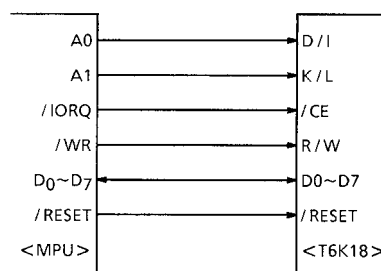 A0 D/I
A1 K/L
/IORQ /CE
/WR R/W
D0~D7 D0~D7
/RESET /RESET
<MPU> <T6K18>